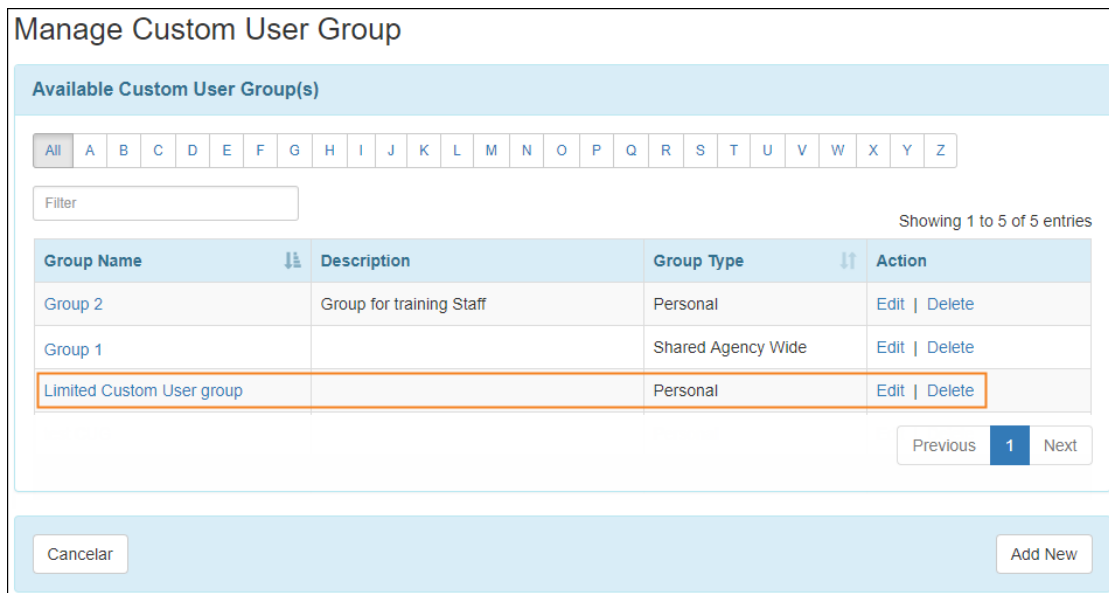 Manage Custom User Group
Available Custom User Group(s)
All A B C D E F G H I J K L M N O P Q R S T U V W X Y Z
Filter
Showing 1 to 5 of 5 entries
Group Name Description Group Type Action
Group 2 Group for training Staff Personal Edit | Delete
Group 1 Shared Agency Wide Edit | Delete
Limited Custom User group Personal Edit | Delete
Previous 1 Next
Cancelar Add New